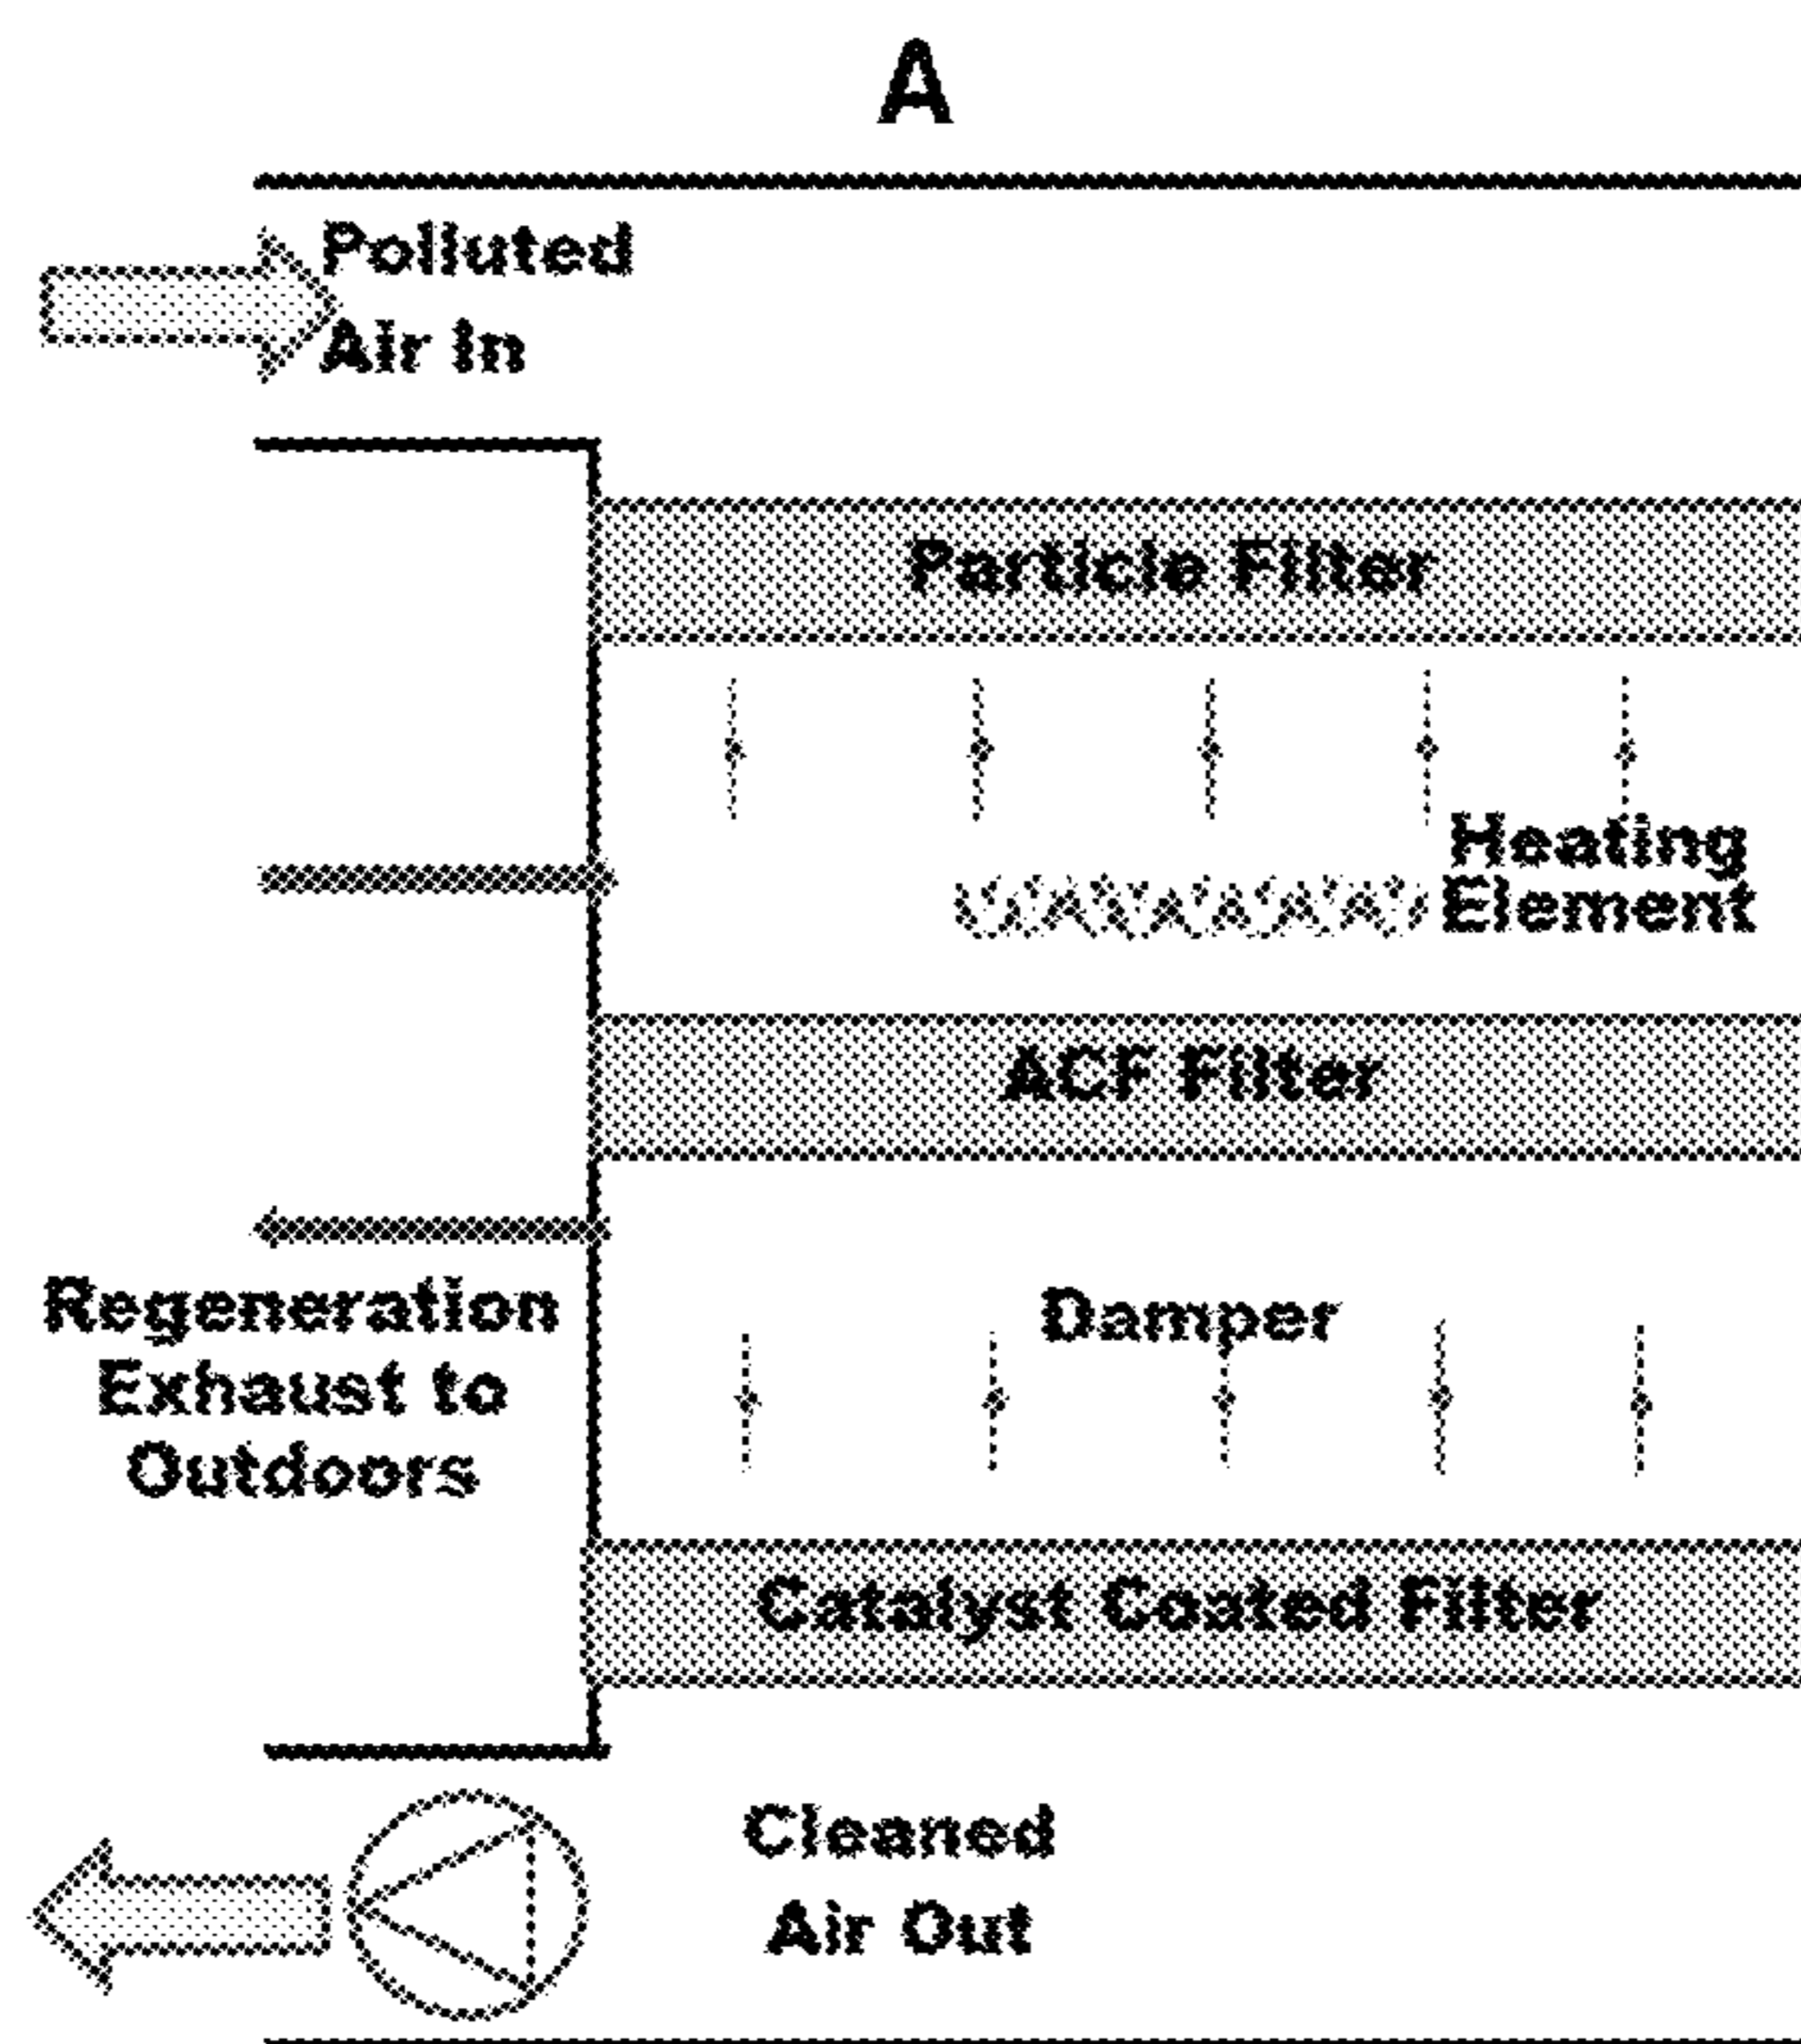 A
Polluted
Air In
Particle Filter
Heating
Element
ACF Filter
Regeneration
Exhaust to
Outdoors
Damper
Catalyst Coated Filter
Cleaned
Air Out